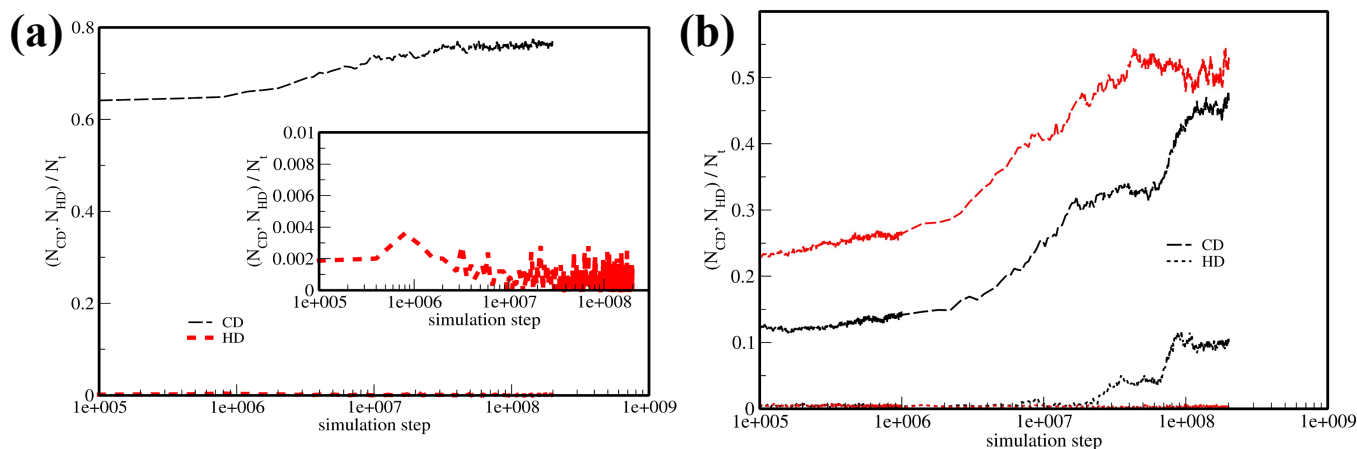 (a)
0.8
0.6
0.4
0.2
0
(N_CD, N_HD) / N_t
CD
HD
1e+005 1e+006 1e+007 1e+008 1e+009
simulation step
0.01
0.008
0.006
0.004
0.002
0
(N_CD, N_HD) / N_t
1e+005 1e+006 1e+007 1e+008
simulation step
(b)
0.5
0.4
0.3
0.2
0.1
0
(N_CD, N_HD) / N_t
CD
HD
1e+005 1e+006 1e+007 1e+008 1e+009
simulation step